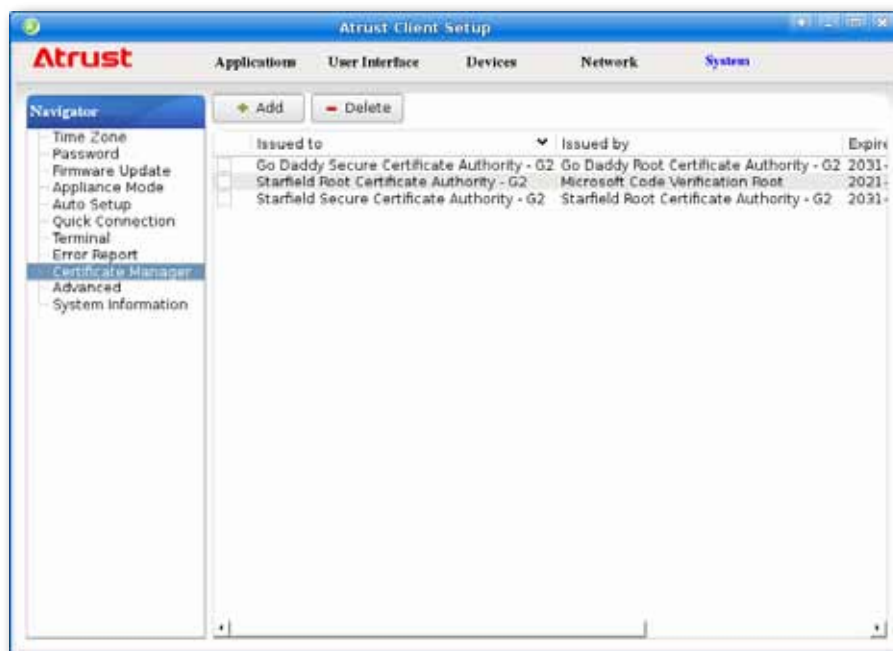 Atrust Client Setup
Atrust
Applications User Interface Devices Network System
Navigator
Time Zone
Password
Firmware Update
Appliance Mode
Auto Setup
Quick Connection
Terminal
Error Report
Certificate Manager
Advanced
System Information
Add Delete
Issued to Issued by Expire
Go Daddy Secure Certificate Authority - G2 Go Daddy Root Certificate Authority - G2 2031-
Starfield Root Certificate Authority - G2 Microsoft Code Verification Root 2021-
Starfield Secure Certificate Authority - G2 Starfield Root Certificate Authority - G2 2031-